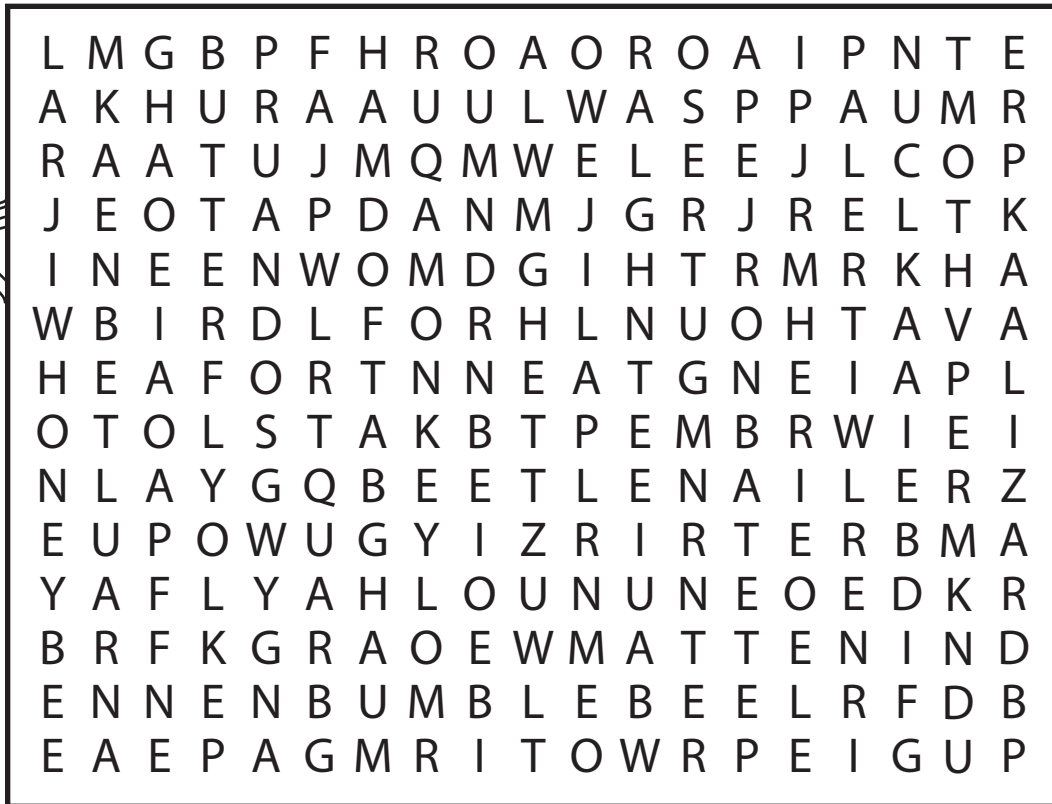 L M G B P F H R O A O R O A I P N T E
A K H U R A A U U L W A S P P A U M R
R A A T U J M Q M W E L E E J L C O P
J E O T A P D A N M J G R J R E L T K
I N E E N W O M D G I H T R M R K H A
W B I R D L F O R H L N U O H T A V A
H E A F O R T N N E A T G N E I A P L
O T O L S T A K B T P E M B R W I E I
N L A Y G Q B E E T L E N A I L E R Z
E U P O W U G Y I Z R I R T E R B M A
Y A F L Y A H L O U N U N E O E D K R
B R F K G R A O E W M A T T E N I N D
E N N E N B U M B L E B E E L R F D B
E A E P A G M R I T O W R P E I G U P